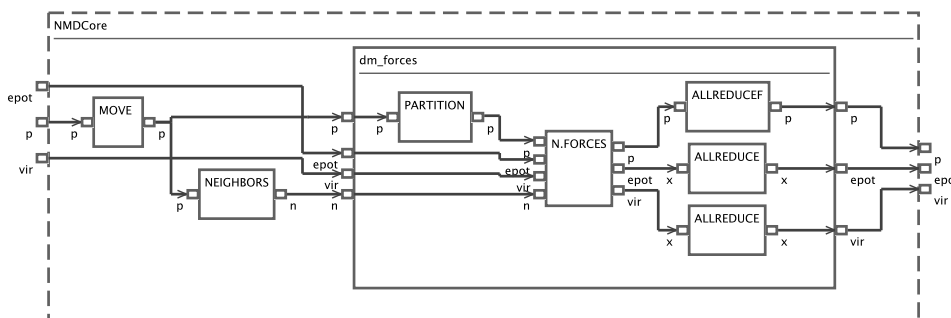 NMDCore
dm_forces
epot
MOVE
PARTITION
ALLREDUCEF
p
p
p
p
p
p
p
p
p
p
N.FORCES
p
p
vir
epot
epot
p
ALLREDUCE
vir
vir
epot
x
x
epot
epo
NEIGHBORS
p
n
n
n
vir
vir
ALLREDUCE
x
x
vir